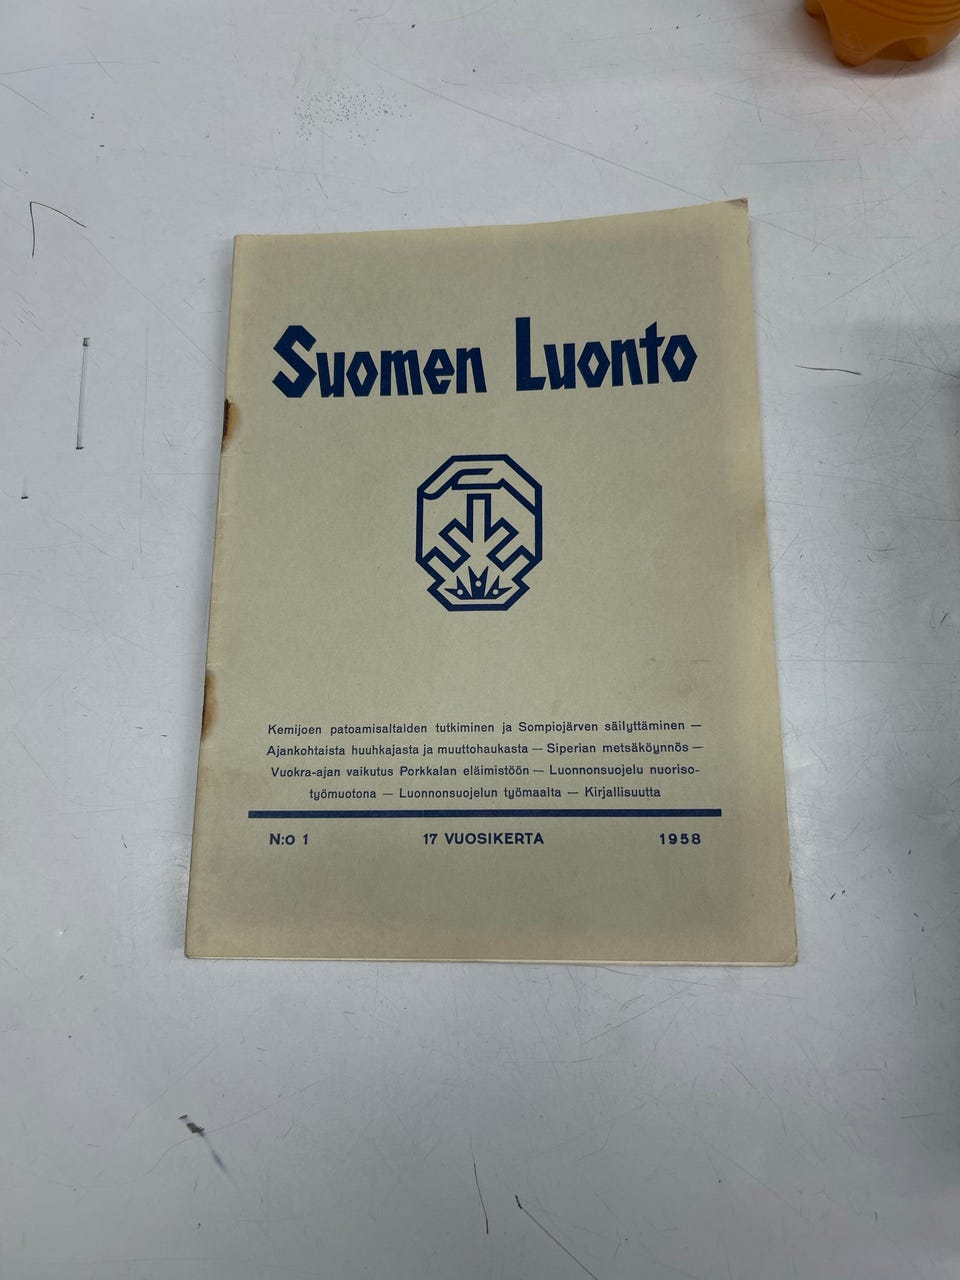 Suomen Luonto
Kemijoen patoamisaltaiden tutkiminen ja Sompiojärven säilyttäminen —
Ajankohtaista huuhkajasta ja muuttohaukasta — Siperian metsäköynnös —
Vuokra-ajan vaikutus Porkkalan eläimistöön — Luonnonsuojelu nuoriso-
työmuotona — Luonnonsuojelun työmaalta — Kirjallisuutta
N:o 1 17 VUOSIKERTA 1958